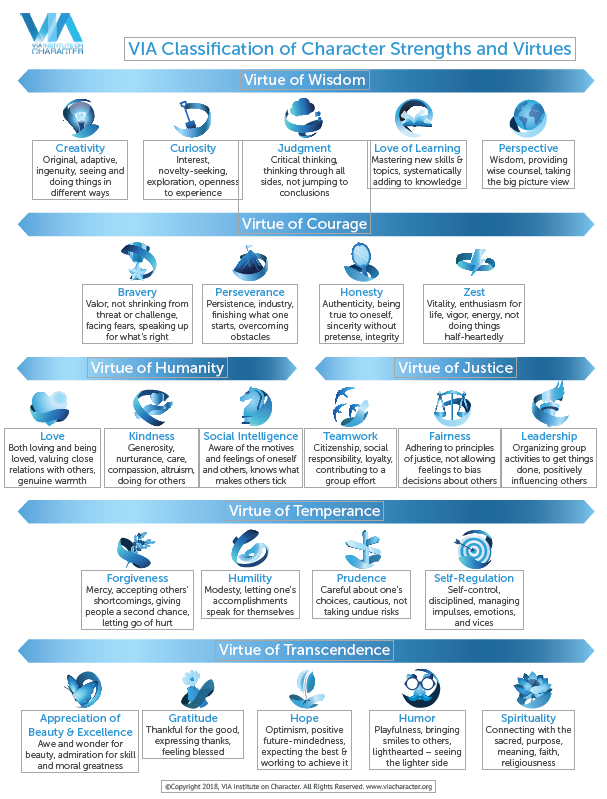 VIA
VIA INSTITUTE ON
CHARACTER
VIA Classification of Character Strengths and Virtues
Virtue of Wisdom
Creativity
Original, adaptive,
ingenuity, seeing and
doing things in
different ways
Curiosity
Interest,
novelty-seeking,
exploration, openness
to experience
Judgment
Critical thinking,
thinking through all
sides, not jumping to
conclusions
Love of Learning
Mastering new skills &
topics, systematically
adding to knowledge
Perspective
Wisdom, providing
wise counsel, taking
the big picture view
Virtue of Courage
Bravery
Valor, not shrinking from
threat or challenge,
facing fears, speaking up
for what's right
Perseverance
Persistence, industry,
finishing what one
starts, overcoming
obstacles
Honesty
Authenticity, being
true to oneself,
sincerity without
pretense, integrity
Zest
Vitality, enthusiasm for
life, vigor, energy, not
doing things
half-heartedly
Virtue of Humanity
Love
Both loving and being
loved, valuing close
relations with others,
genuine warmth
Kindness
Generosity,
nurturance, care,
compassion, altruism,
doing for others
Social Intelligence
Aware of the motives
and feelings of oneself
and others, knows what
makes others tick
Virtue of Justice
Teamwork
Citizenship, social
responsibility, loyalty,
contributing to a
group effort
Fairness
Adhering to principles
of justice, not allowing
feelings to bias
decisions about others
Leadership
Organizing group
activities to get things
done, positively
influencing others
Virtue of Temperance
Forgiveness
Mercy, accepting others'
shortcomings, giving
people a second chance,
letting go of hurt
Humility
Modesty, letting one's
accomplishments
speak for themselves
Prudence
Careful about one's
choices, cautious, not
taking undue risks
Self-Regulation
Self-control,
disciplined, managing
impulses, emotions,
and vices
Virtue of Transcendence
Appreciation of
Beauty & Excellence
Awe and wonder for
beauty, admiration for skill
and moral greatness
Gratitude
Thankful for the good,
expressing thanks,
feeling blessed
Hope
Optimism, positive
future-mindedness,
expecting the best &
working to achieve it
Humor
Playfulness, bringing
smiles to others,
lighthearted – seeing
the lighter side
Spirituality
Connecting with the
sacred, purpose,
meaning, faith,
religiousness
©Copyright 2018, VIA Institute on Character. All Rights Reserved. www.viacharacter.org